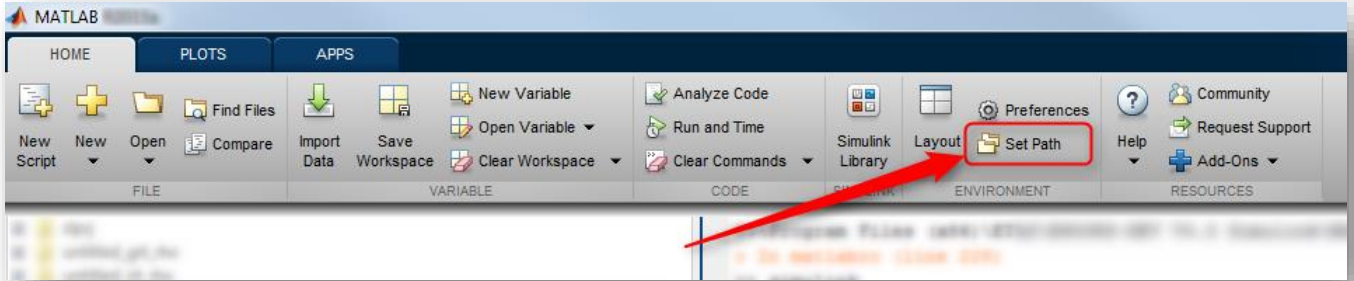 MATLAB
HOME PLOTS APPS
New Script
New
Open
Find Files
Compare
Import Data
Save Workspace
New Variable
Open Variable
Clear Workspace
Analyze Code
Run and Time
Clear Commands
Simulink Library
Layout
Preferences
Set Path
Help
Community
Request Support
Add-Ons
FILE VARIABLE CODE SIMULINK ENVIRONMENT RESOURCES